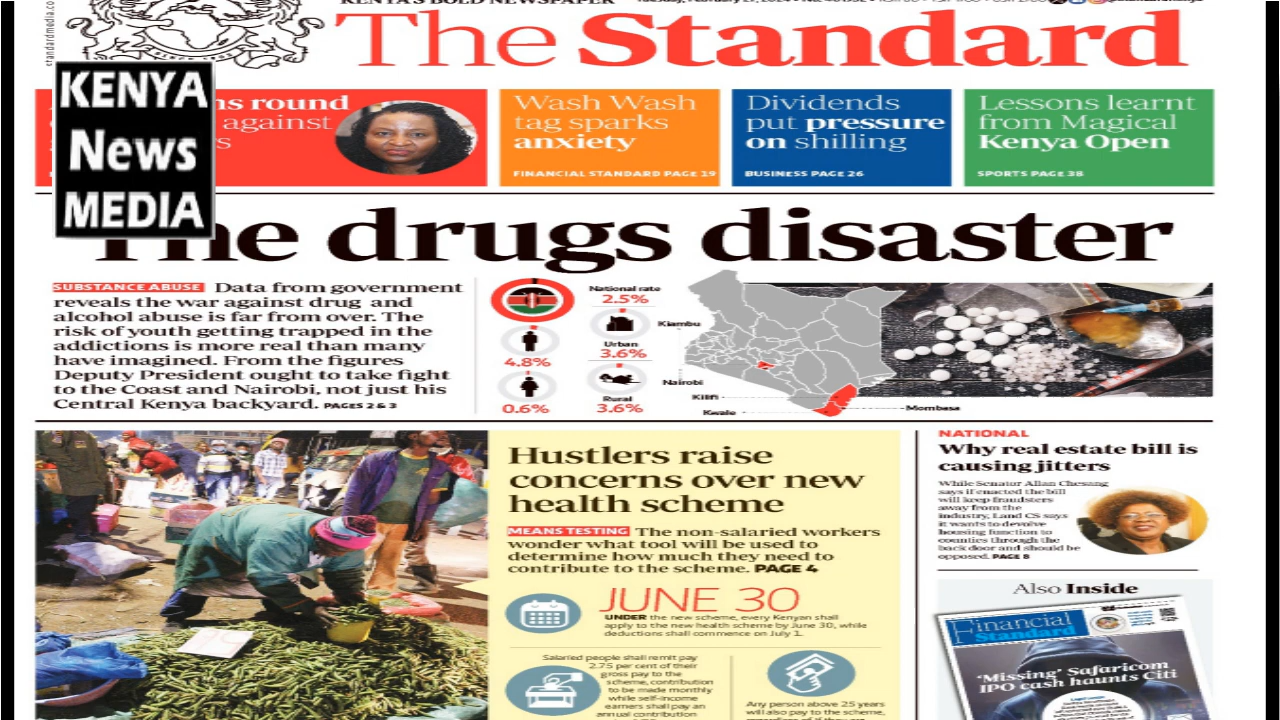 KENYA'S BOLD NEWSPAPER
The Standard
KENYA
News
MEDIA
ns round
against
s
Wash Wash
tag sparks
anxiety
FINANCIAL STANDARD PAGE 19
Dividends
put pressure
on shilling
BUSINESS PAGE 26
Lessons learnt
from Magical
Kenya Open
SPORTS PAGE 38
The drugs disaster
SUBSTANCE ABUSE Data from government
reveals the war against drug and
alcohol abuse is far from over. The
risk of youth getting trapped in the
addictions is more real than many
have imagined. From the figures
Deputy President ought to take fight
to the Coast and Nairobi, not just his
Central Kenya backyard. PAGES 2 & 3
4.8%
0.6%
National rate
2.5%
Urban
3.6%
Rural
3.6%
Kiambu
Nairobi
Kilifi
Kwale
Mombasa
Hustlers raise
concerns over new
health scheme
MEANS TESTING The non-salaried workers
wonder what tool will be used to
determine how much they need to
contribute to the scheme. PAGE 4
JUNE 30
UNDER the new scheme, every Kenyan shall
apply to the new health scheme by June 30, while
deductions shall commence on July 1.
Salaried people shall remit pay
2.75 per cent of their
gross pay to the
scheme, contribution
to be made monthly
while self-income
earners shall pay an
annual contribution
Any person above 25 years
will also pay to the scheme,
NATIONAL
Why real estate bill is
causing jitters
While Senator Allan Chesang
says if enacted the bill
will keep fraudsters
away from the
industry, Land CS says
it wants to devolve
housing function to
counties through the
back door and should be
opposed. PAGE 8
Also Inside
Financial
Standard
'Missing' Safaricom
IPO cash haunts Citi